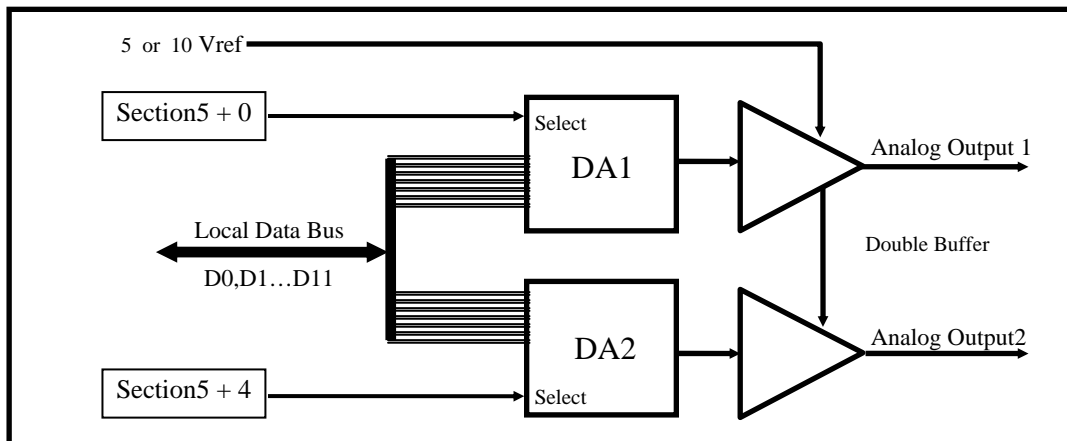 5 or 10 Vref
Section5 + 0
Select
DA1
Analog Output 1
Local Data Bus
D0,D1…D11
Double Buffer
DA2
Analog Output2
Section5 + 4
Select